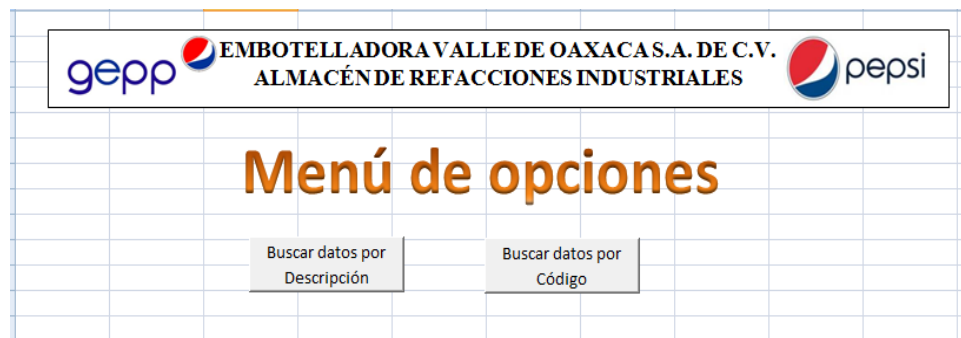 gepp
EMBOTELLADORA VALLE DE OAXACA S.A. DE C.V.
ALMACÉN DE REFACCIONES INDUSTRIALES
pepsi
Menú de opciones
Buscar datos por
Descripción
Buscar datos por
Código